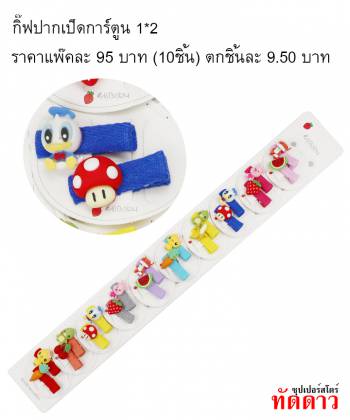 กิ๊ฟปากเป็ดการ์ตูน 1*2
ราคาแพ๊คละ 95 บาท (10ชิ้น) ตกชิ้นละ 9.50 บาท
ซุปเปอร์สโตร์
ทัดดาว